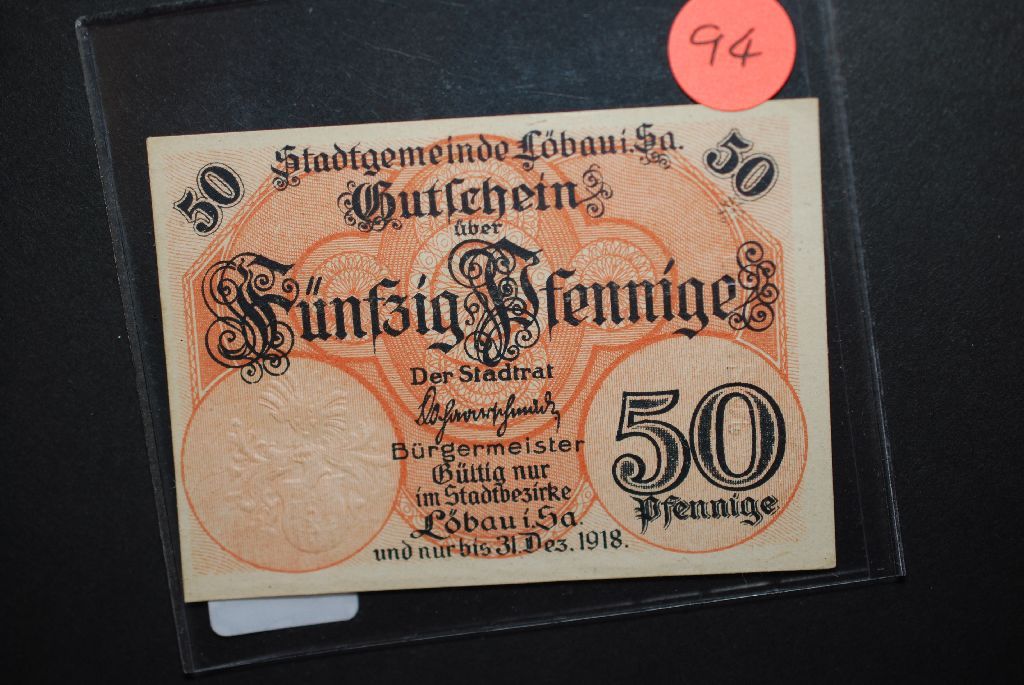 94
Stadtgemeinde Löbau i. Sa.
50
50
Gutschein
über
Fünfzig Pfennige
Der Stadtrat
Bürgermeister
Gültig nur
im Stadtbezirke
Löbau i. Sa.
und nur bis 31. Dez. 1918.
50
Pfennige